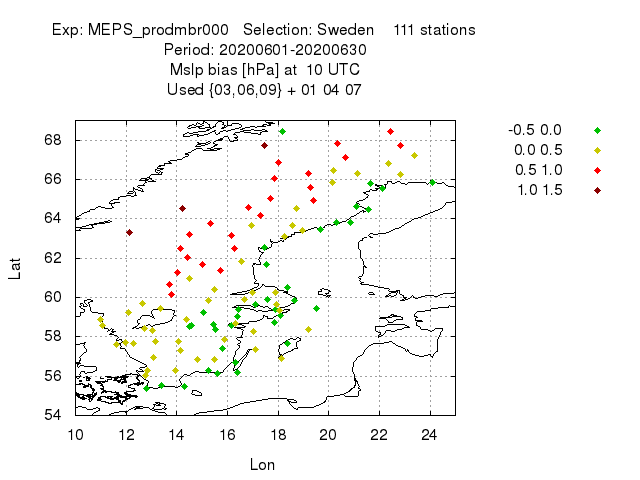 Exp: MEPS_prodmbr000 Selection: Sweden 111 stations
Period: 20200601-20200630
Mslp bias [hPa] at 10 UTC
Used {03,06,09} + 01 04 07
-0.5 0.0
0.0 0.5
0.5 1.0
1.0 1.5
68
66
64
62
60
58
56
54
Lat
10 12 14 16 18 20 22 24
Lon